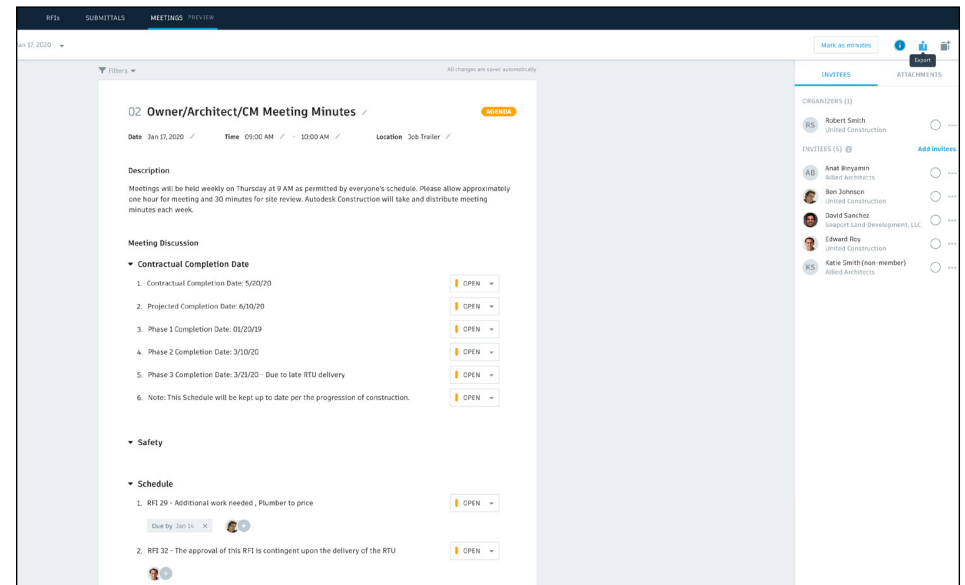 RFIs SUBMITTALS MEETINGS PREVIEW
Jan 17, 2020
Mark as minutes
Export
Filters
All changes are saved automatically
INVITEES ATTACHMENTS
02 Owner/Architect/CM Meeting Minutes
AGENDA
Date Jan 17, 2020 Time 09:00 AM - 10:00 AM Location Job Trailer
Description
Meetings will be held weekly on Thursday at 9 AM as permitted by everyone's schedule. Please allow approximately
one hour for meeting and 30 minutes for site review. Autodesk Construction will take and distribute meeting
minutes each week.
Meeting Discussion
Contractual Completion Date
1. Contractual Completion Date: 5/20/20 OPEN
2. Projected Completion Date: 6/10/20 OPEN
3. Phase 1 Completion Date: 01/20/19 OPEN
4. Phase 2 Completion Date: 3/10/20 OPEN
5. Phase 3 Completion Date: 3/21/20 - Due to late RTU delivery OPEN
6. Note: This Schedule will be kept up to date per the progression of construction. OPEN
Safety
Schedule
1. RFI 29 - Additional work needed , Plumber to price OPEN
Due by Jan 14 X
2. RFI 32 - The approval of this RFI is contingent upon the delivery of the RTU OPEN
ORGANIZERS (1)
RS Robert Smith
United Construction
INVITEES (5) Add invitees
AB Anat Binyamin
Allied Architects
Ben Johnson
United Construction
David Sanchez
Seaport Land Development, LLC
Edward Roy
United Construction
KS Katie Smith (non-member)
Allied Architects